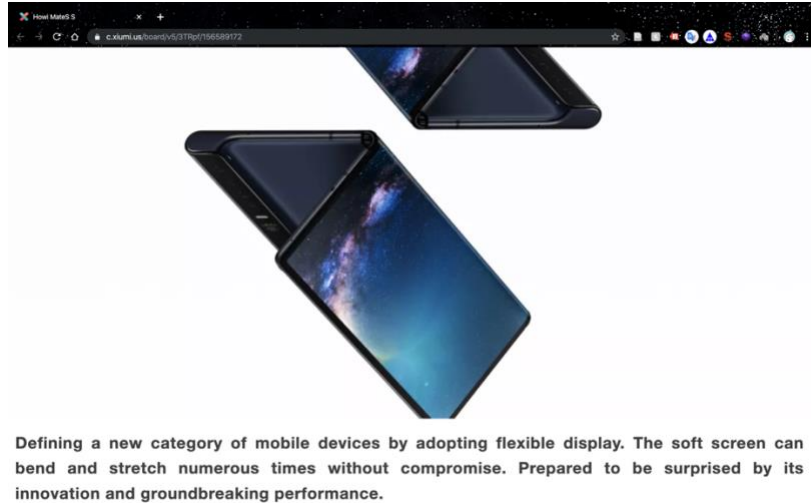 Howl MateS S
c.xiumi.us/board/v5/3TRpf/156589172
Defining a new category of mobile devices by adopting flexible display. The soft screen can
bend and stretch numerous times without compromise. Prepared to be surprised by its
innovation and groundbreaking performance.